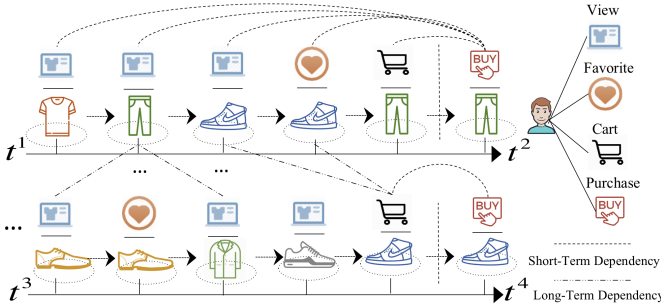 View
BUY
Favorite
t1
t2
Cart
...
...
Purchase
...
BUY
BUY
Short-Term Dependency
t3
t4
Long-Term Dependency